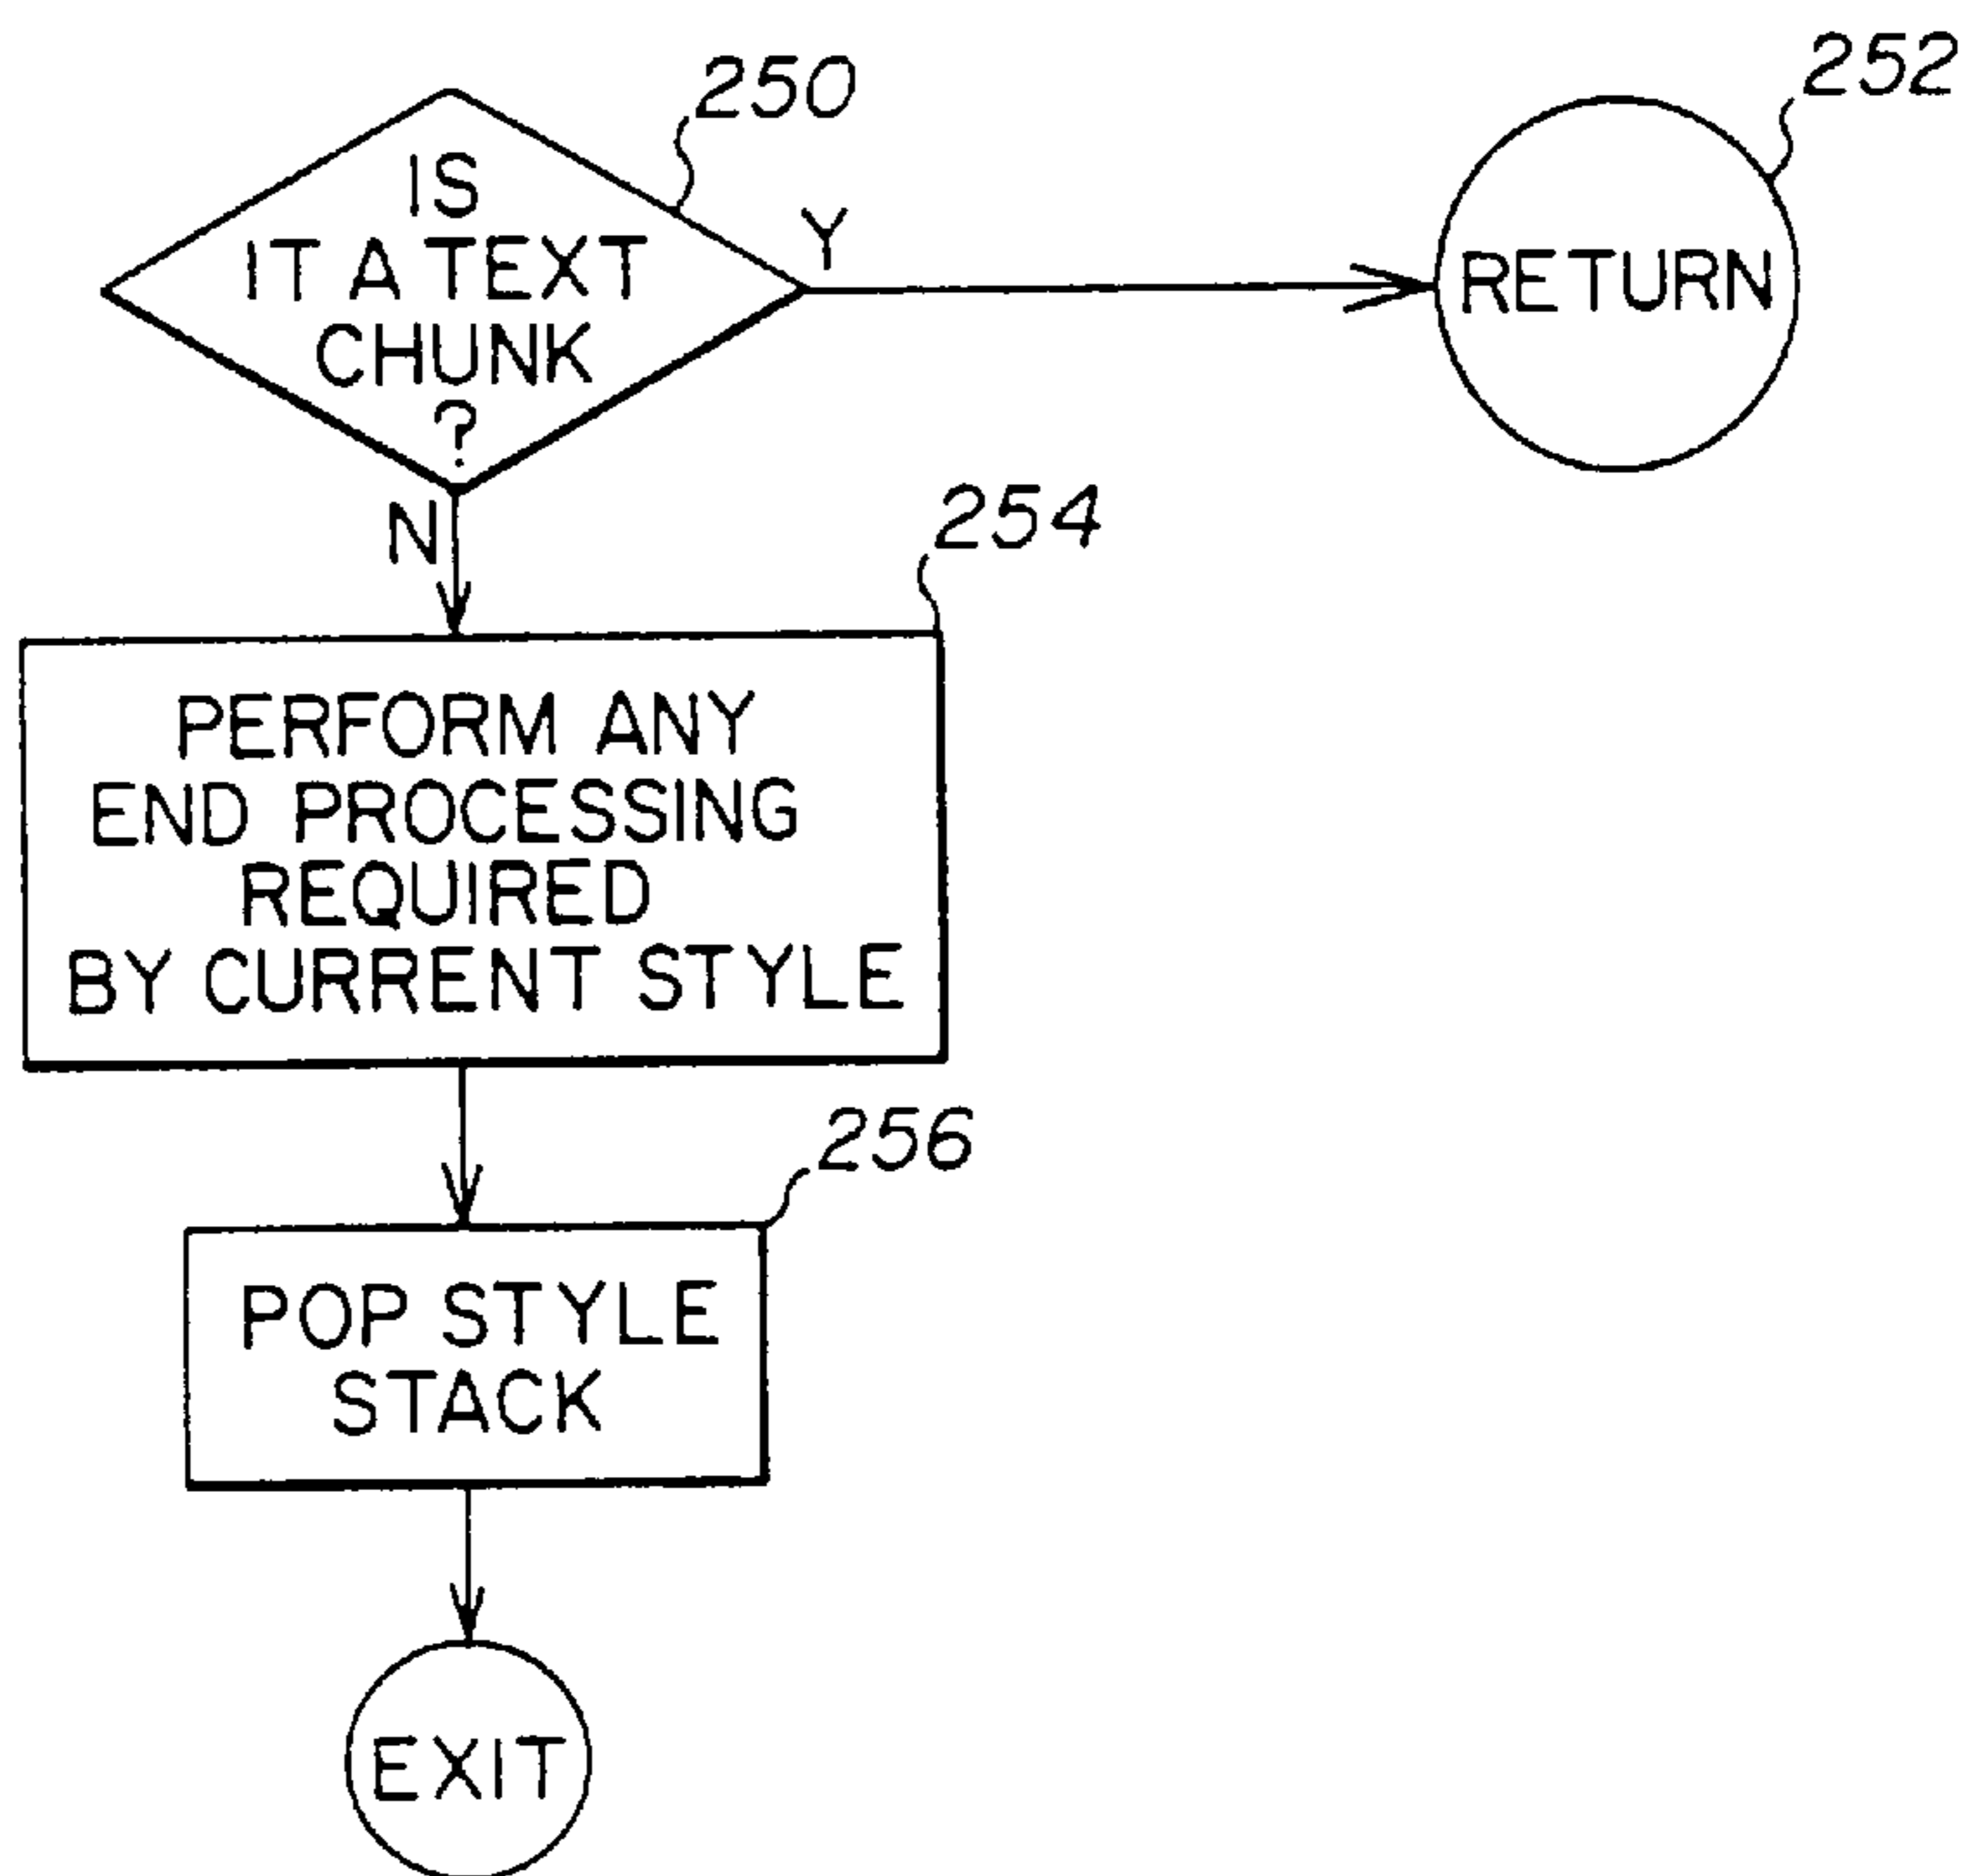 250
252
IS
IT A TEXT
CHUNK
?
Y
RETURN
N
254
PERFORM ANY
END PROCESSING
REQUIRED
BY CURRENT STYLE
256
POP STYLE
STACK
EXIT